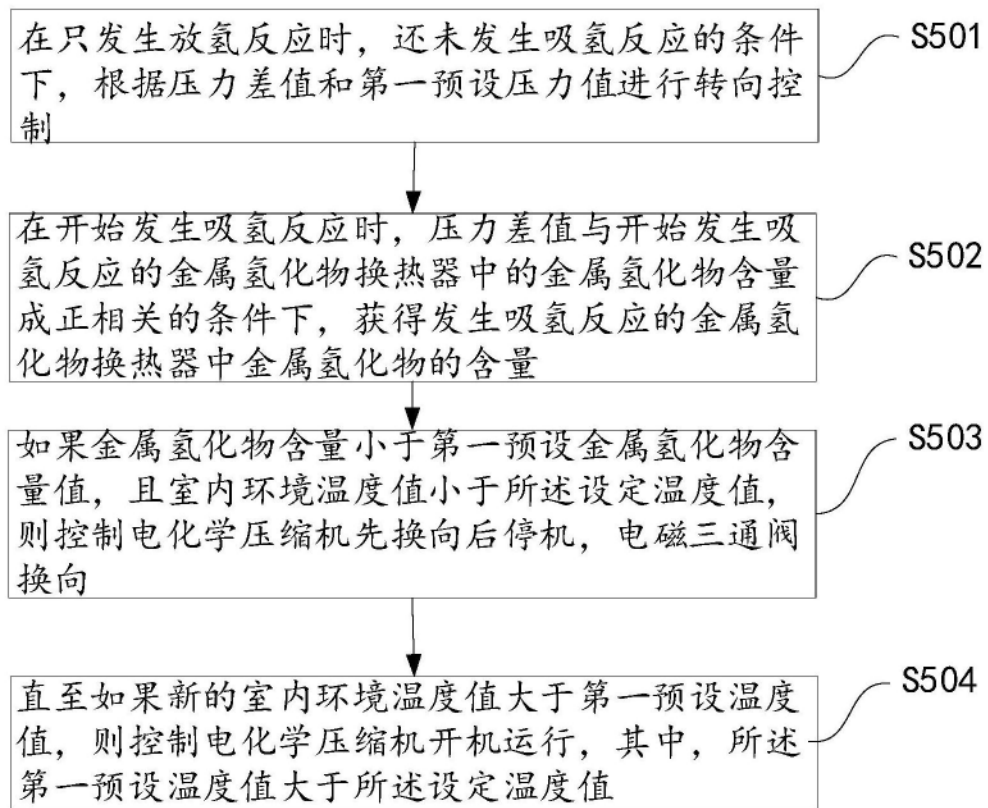 在只发生放氢反应时，还未发生吸氢反应的条件
下，根据压力差值和第一预设压力值进行转向控
制
S501
在开始发生吸氢反应时，压力差值与开始发生吸
氢反应的金属氢化物换热器中的金属氢化物含量
成正相关的条件下，获得发生吸氢反应的金属氢
化物换热器中金属氢化物的含量
S502
如果金属氢化物含量小于第一预设金属氢化物含
量值，且室内环境温度值小于所述设定温度值，
则控制电化学压缩机先换向后停机，电磁三通阀
换向
S503
直至如果新的室内环境温度值大于第一预设温度
值，则控制电化学压缩机开机运行，其中，所述
第一预设温度值大于所述设定温度值
S504